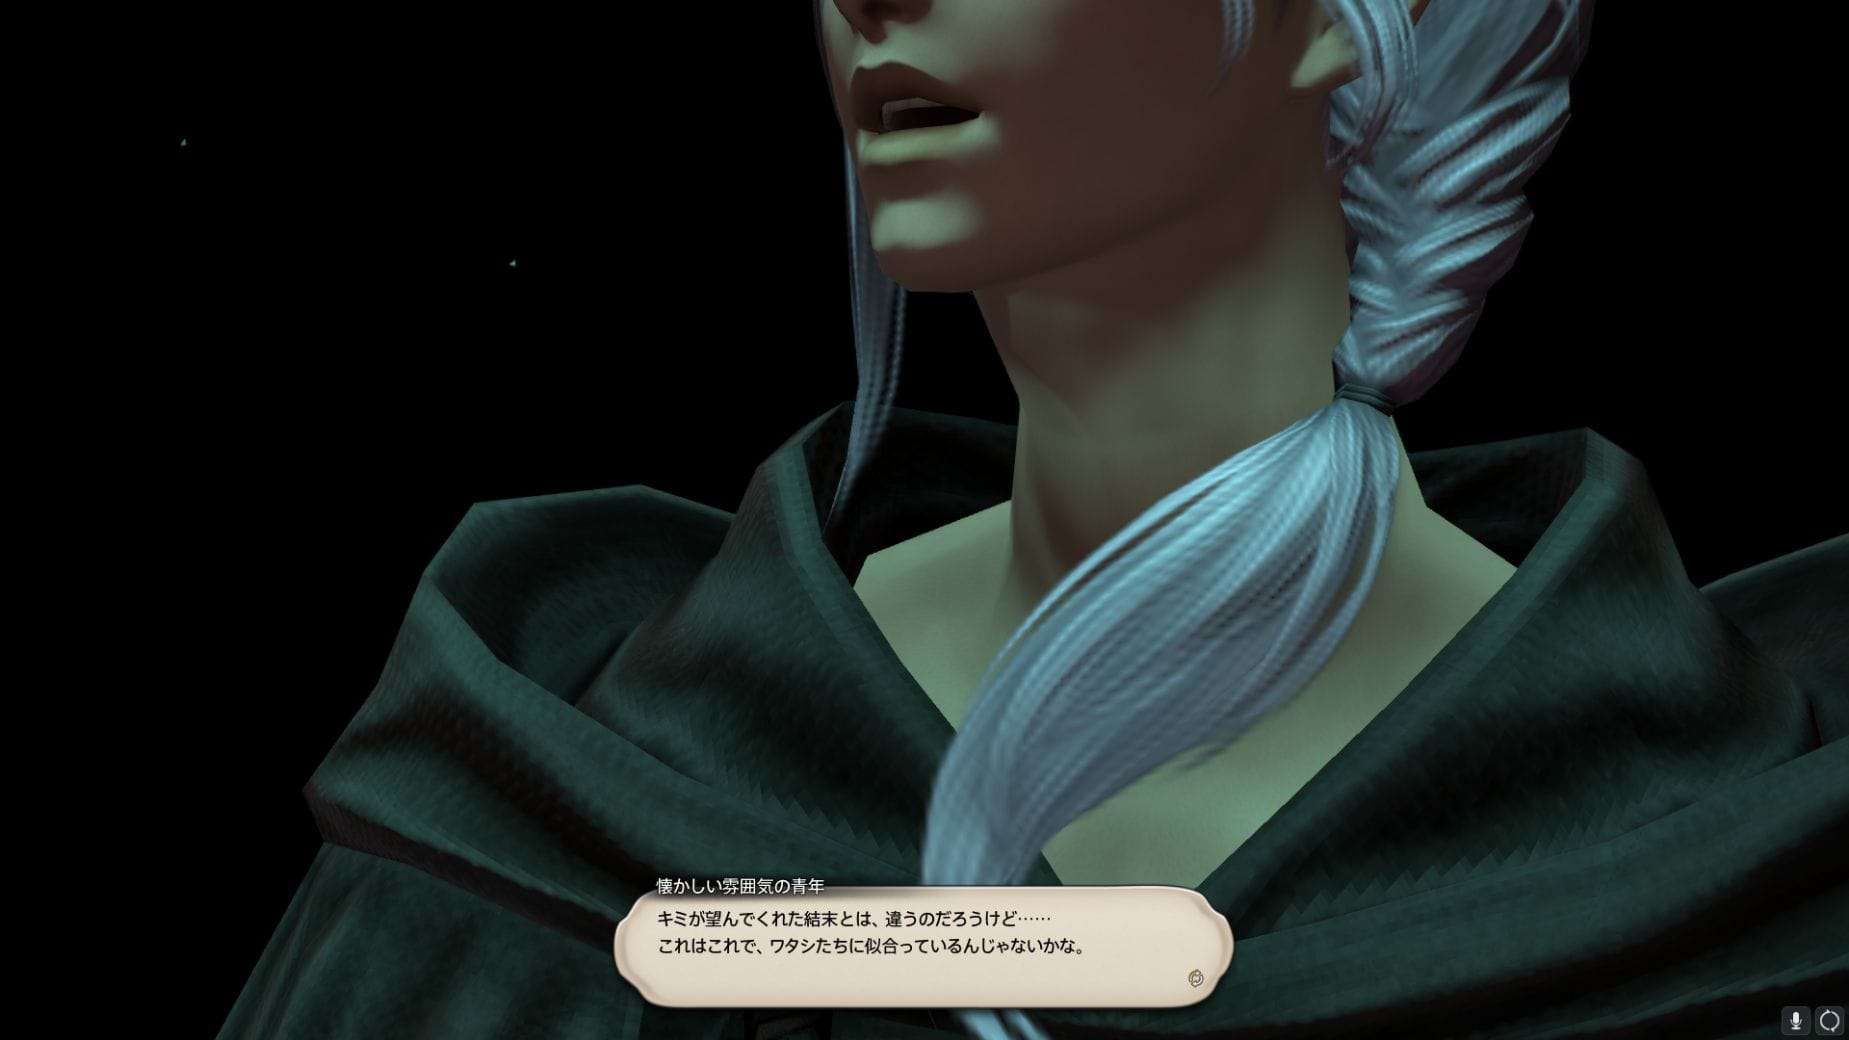 懐かしい雰囲気の青年
キミが望んでくれた結末とは、違うのだろうけど……
これはこれで、ワタシたちに似合っているんじゃないかな。